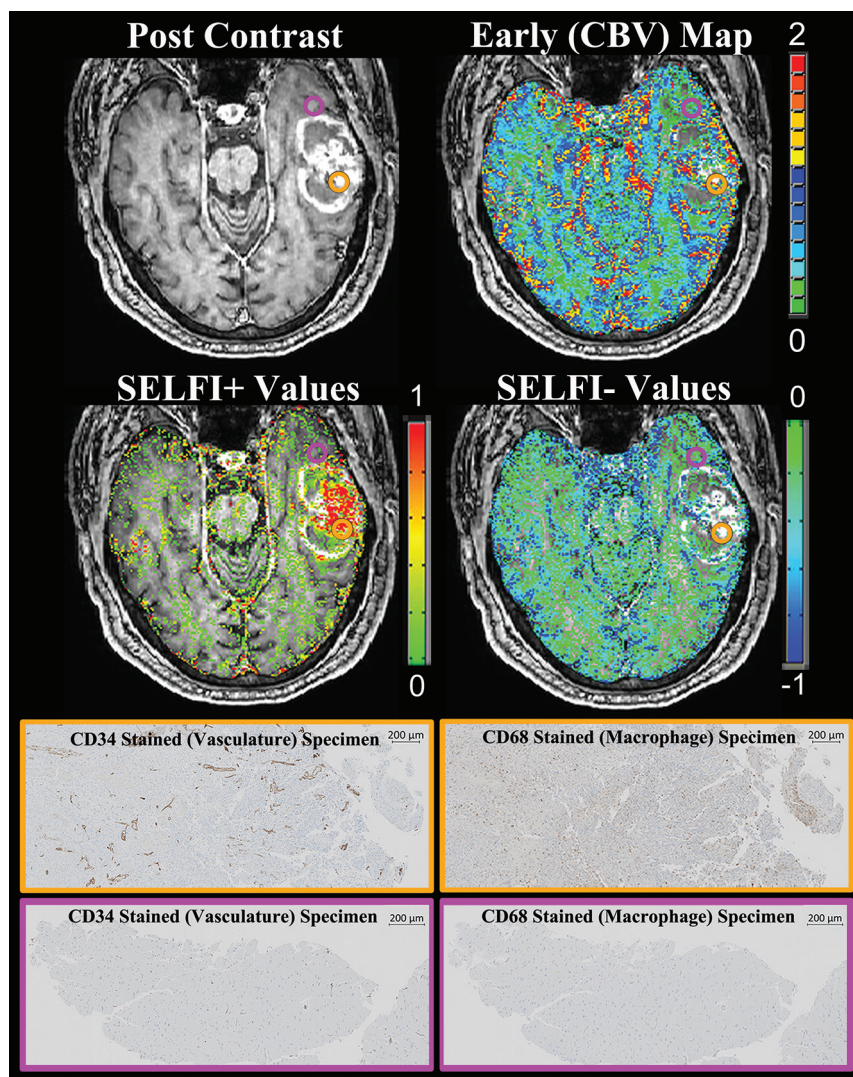 Post Contrast
Early (CBV) Map
2
0
SELFI+ Values
1
0
SELFI- Values
0
-1
CD34 Stained (Vasculature) Specimen
200 µm
CD68 Stained (Macrophage) Specimen
200 µm
CD34 Stained (Vasculature) Specimen
200 µm
CD68 Stained (Macrophage) Specimen
200 µm